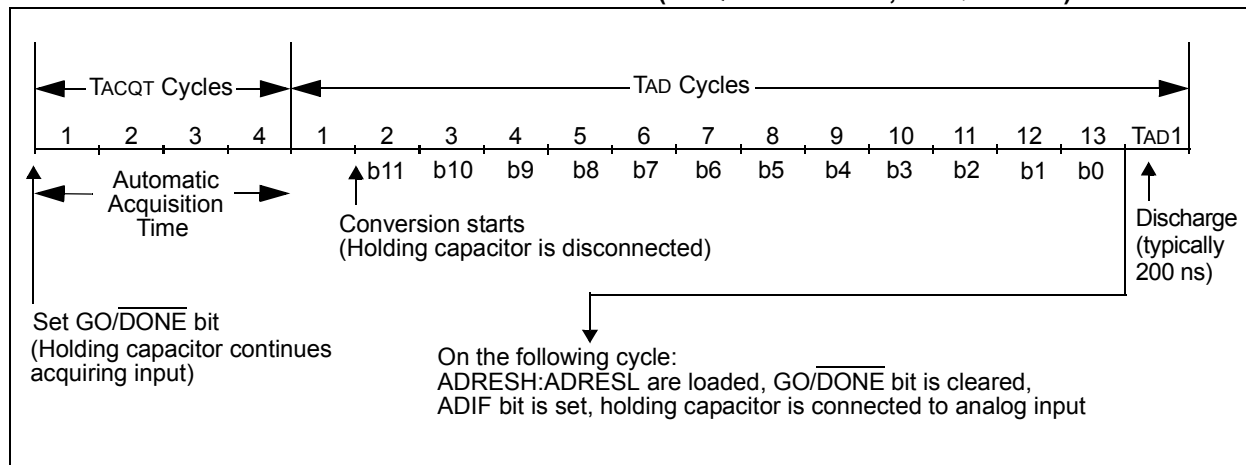 TACQT Cycles
TAD Cycles
1 2 3 4 1 2 3 4 5 6 7 8 9 10 11 12 13 TAD1
b11 b10 b9 b8 b7 b6 b5 b4 b3 b2 b1 b0
Automatic
Acquisition
Time
Conversion starts
(Holding capacitor is disconnected)
Discharge
(typically
200 ns)
Set GO/DONE bit
(Holding capacitor continues
acquiring input)
On the following cycle:
ADRESH:ADRESL are loaded, GO/DONE bit is cleared,
ADIF bit is set, holding capacitor is connected to analog input